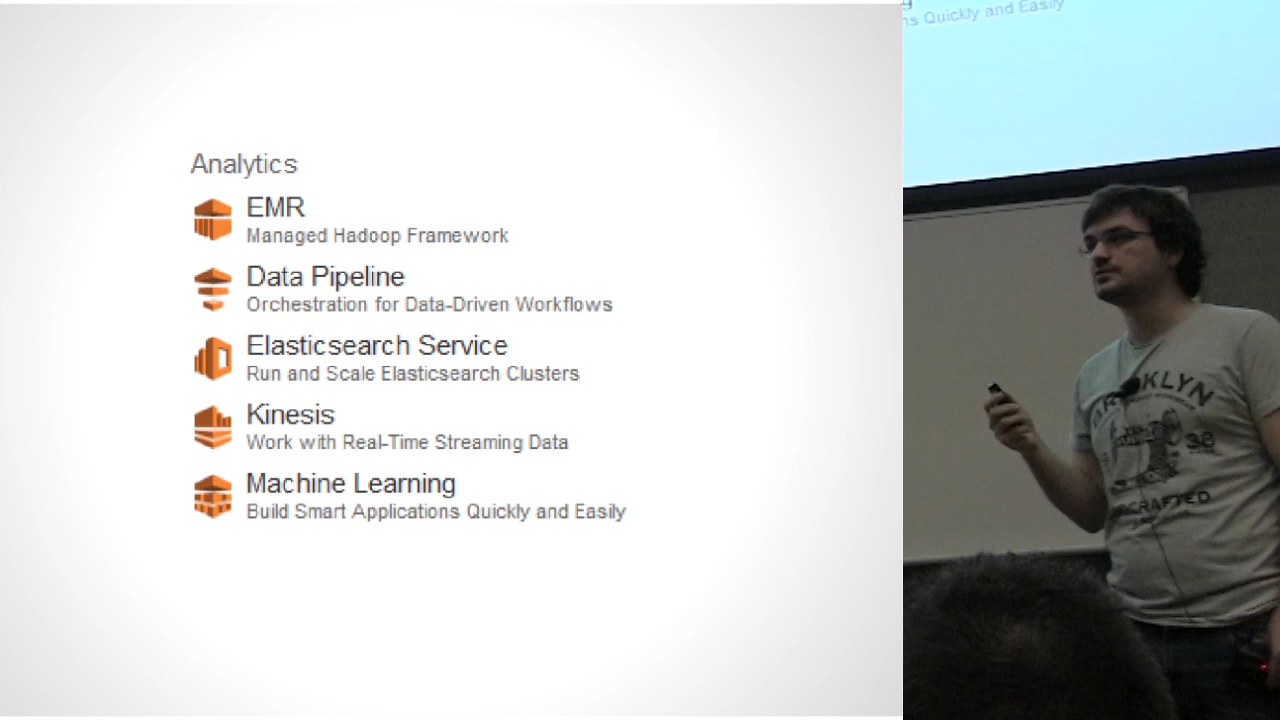 Analytics
EMR
Managed Hadoop Framework
Data Pipeline
Orchestration for Data-Driven Workflows
Elasticsearch Service
Run and Scale Elasticsearch Clusters
Kinesis
Work with Real-Time Streaming Data
Machine Learning
Build Smart Applications Quickly and Easily
Quickly and Easily
BROOKLYN
38